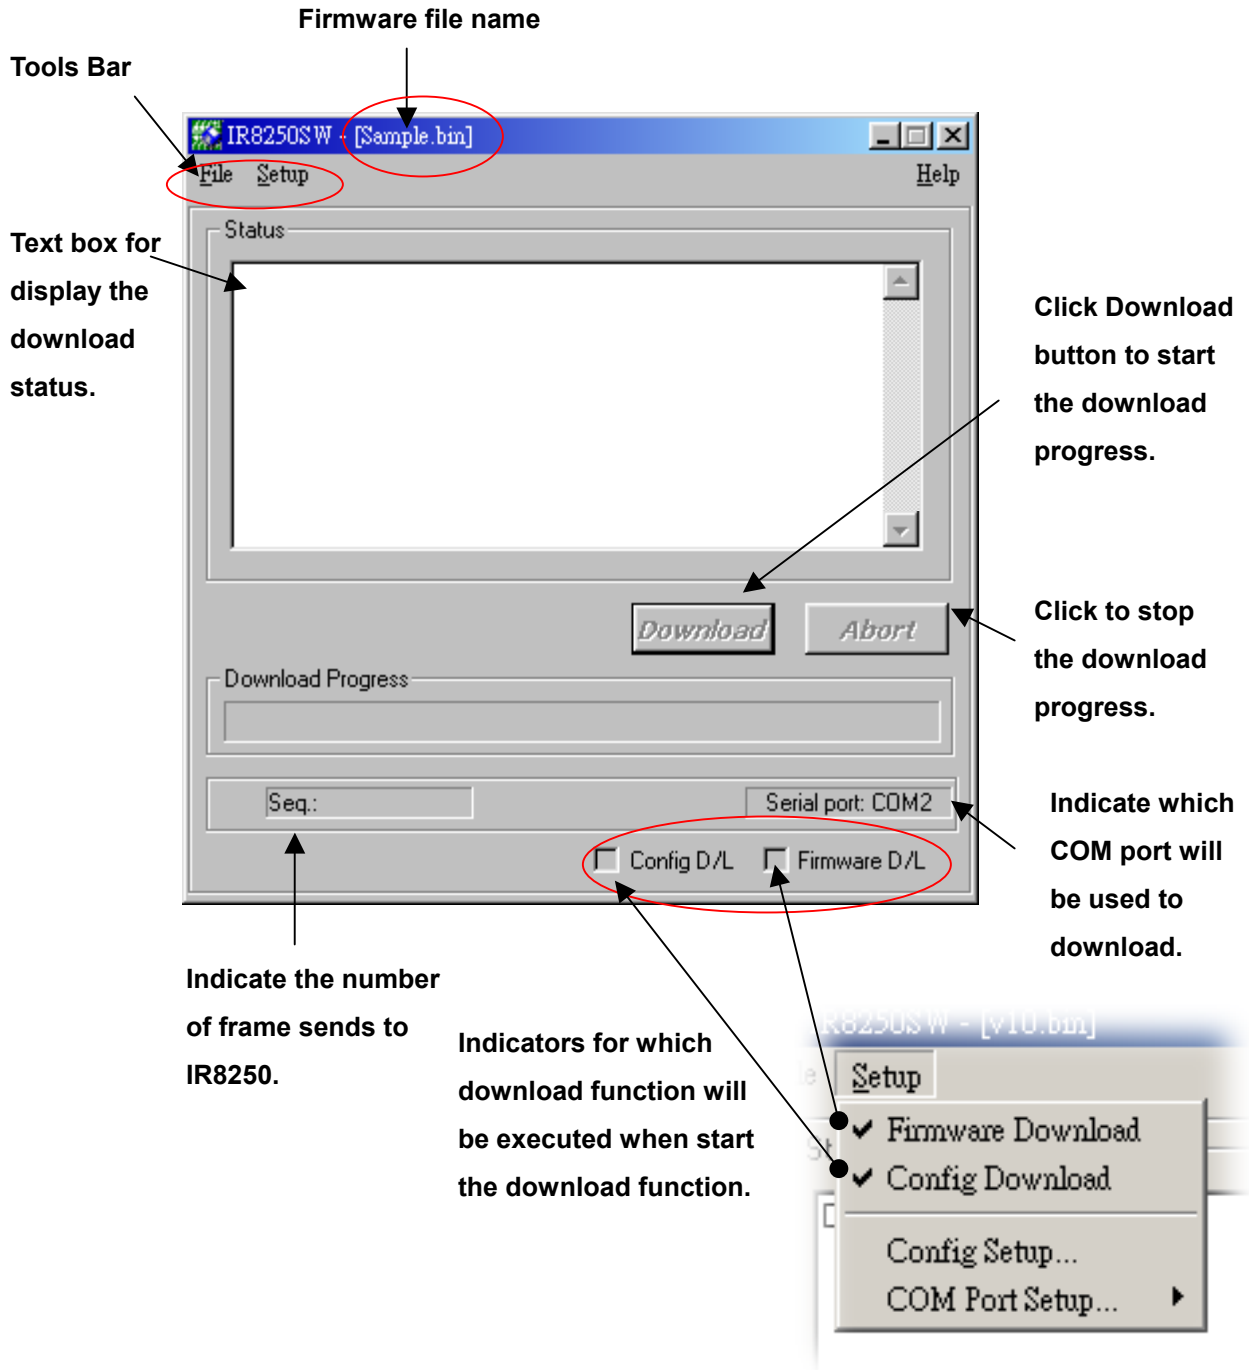 Firmware file name
Tools Bar
IR8250SW - [Sample.bin]
File Setup Help
Status
Text box for
display the
download
status.
Click Download
button to start
the download
progress.
Download Abort
Click to stop
the download
progress.
Download Progress
Seq.: Serial port: COM2
Indicate which
COM port will
be used to
download.
Config D/L Firmware D/L
Indicate the number
of frame sends to
IR8250.
Indicators for which
download function will
be executed when start
the download function.
R8250SW - [v10.bin]
le Setup
St
Firmware Download
Config Download
Config Setup...
COM Port Setup...